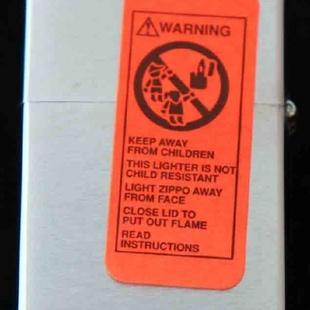 WARNING
KEEP AWAY
FROM CHILDREN
THIS LIGHTER IS NOT
CHILD RESISTANT
LIGHT ZIPPO AWAY
FROM FACE
CLOSE LID TO
PUT OUT FLAME
READ
INSTRUCTIONS